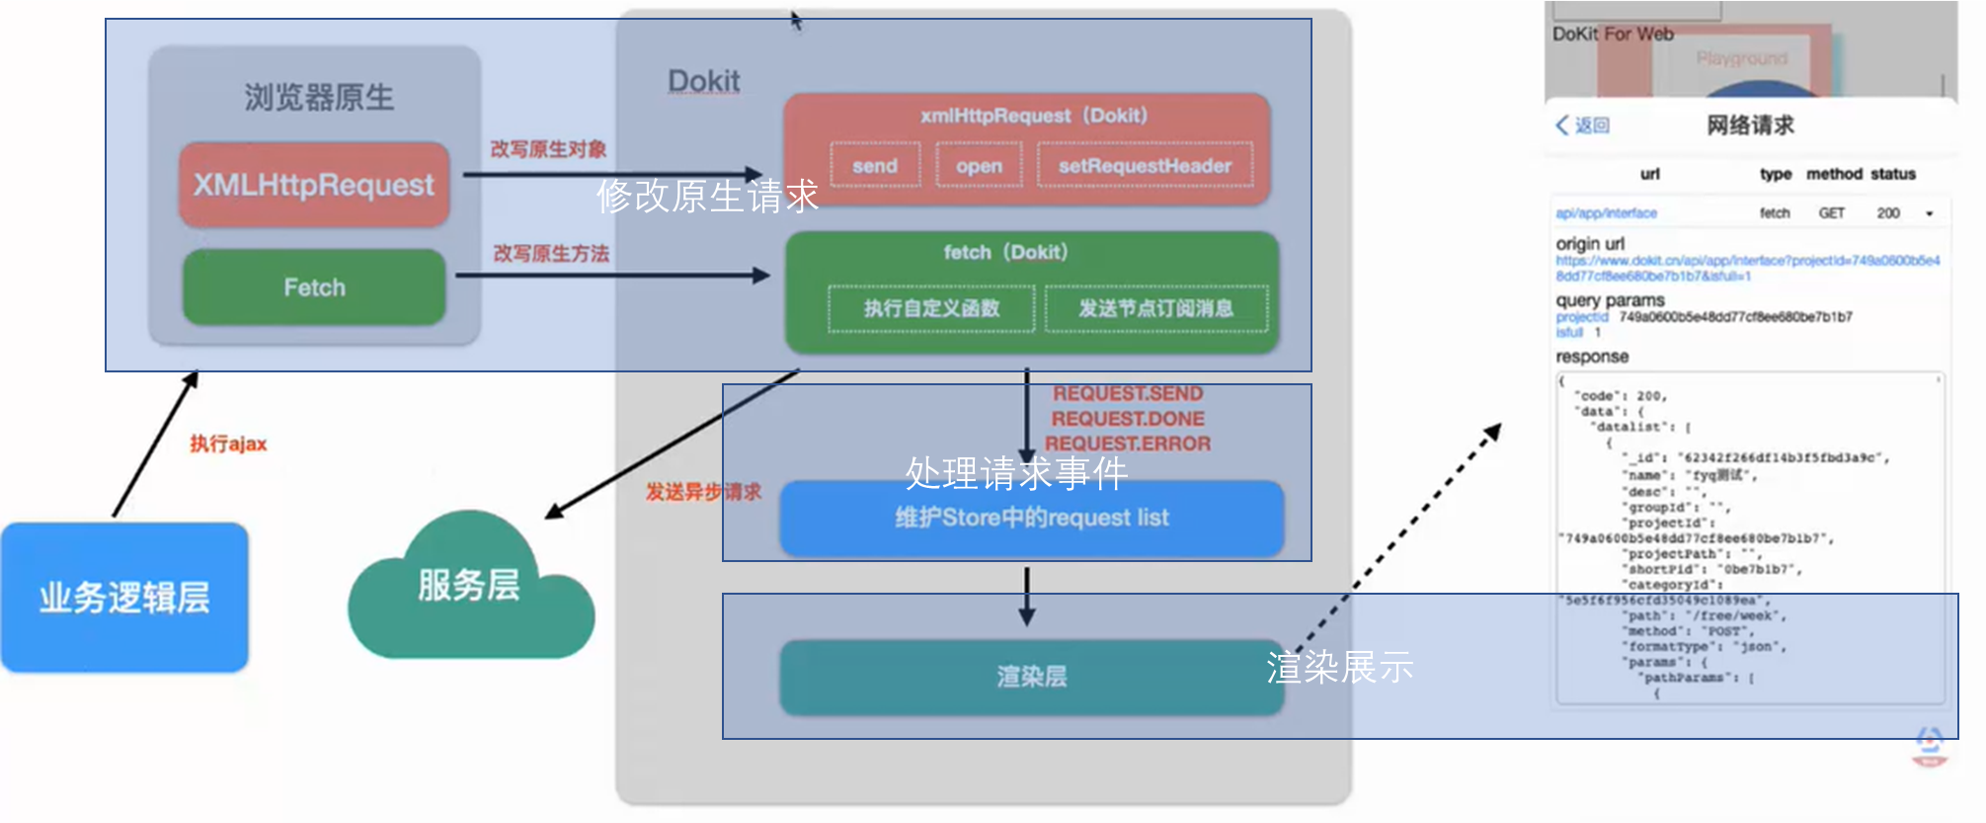 浏览器原生
XMLHttpRequest
Fetch
改写原生对象
修改原生请求
改写原生方法
Dokit
xmlHttpRequest（Dokit）
send
open
setRequestHeader
fetch（Dokit）
执行自定义函数
发送节点订阅消息
执行ajax
业务逻辑层
发送异步请求
服务层
REQUEST.SEND
REQUEST.DONE
REQUEST.ERROR
处理请求事件
维护Store中的request list
渲染层
渲染展示
DoKit For Web
Playground
返回
网络请求
url type method status
api/app/interface fetch GET 200
origin url
https://www.dokit.cn/api/app/interface?projectId=749a0600b5e4
8dd77cf8ee680be7b1b7&isfull=1
query params
projectId 749a0600b5e48dd77cf8ee680be7b1b7
isfull 1
response
{
"code": 200,
"data": {
"datalist": [
{
"_id": "62342f266df14b3f5fbd3a9c",
"name": "fyq测试",
"desc": "",
"groupId": "",
"projectId":
"749a0600b5e48dd77cf8ee680be7b1b7",
"projectPath": "",
"shortPid": "0be7b1b7",
"categoryId":
"5e5f6f956cfd35049c1089ea",
"path": "/free/week",
"method": "POST",
"formatType": "json",
"params": {
"pathParams": [
{